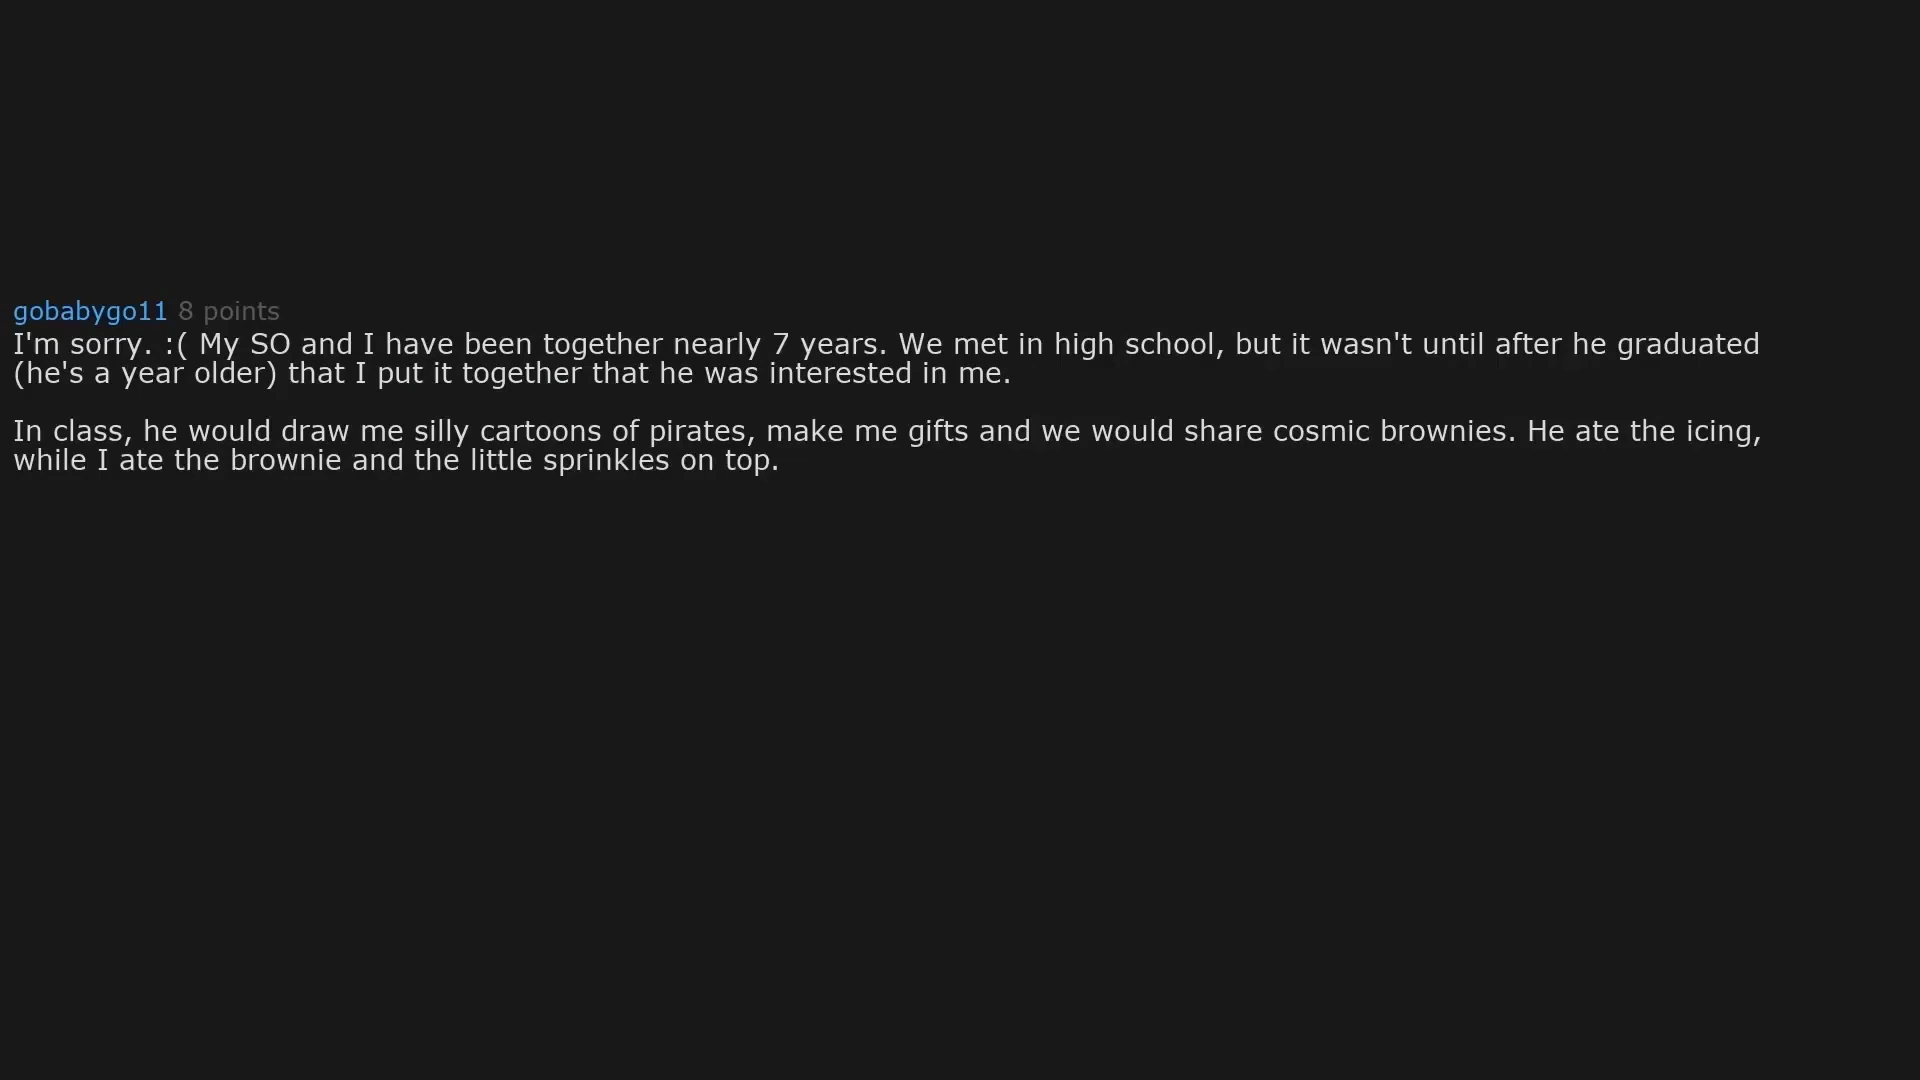 gobabygo11 8 points
I'm sorry. :( My SO and I have been together nearly 7 years. We met in high school, but it wasn't until after he graduated
(he's a year older) that I put it together that he was interested in me.
In class, he would draw me silly cartoons of pirates, make me gifts and we would share cosmic brownies. He ate the icing,
while I ate the brownie and the little sprinkles on top.